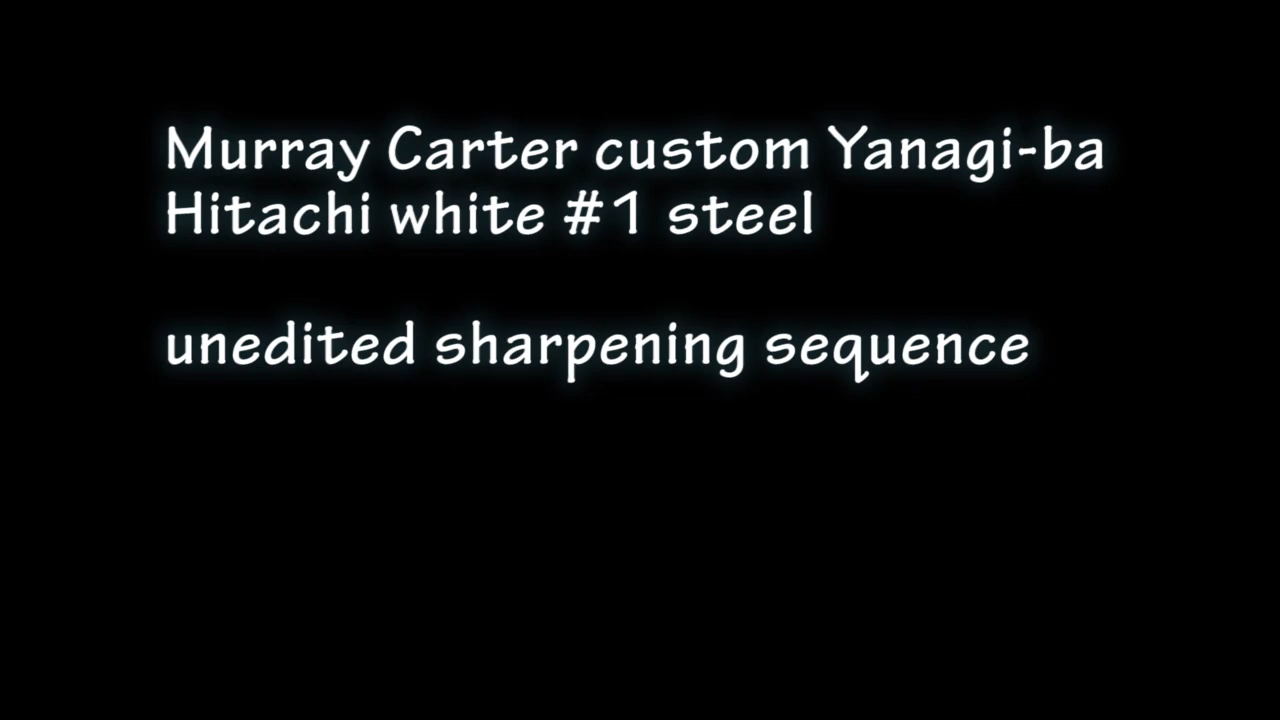 Murray Carter custom Yanagi-ba
Hitachi white #1 steel
unedited sharpening sequence